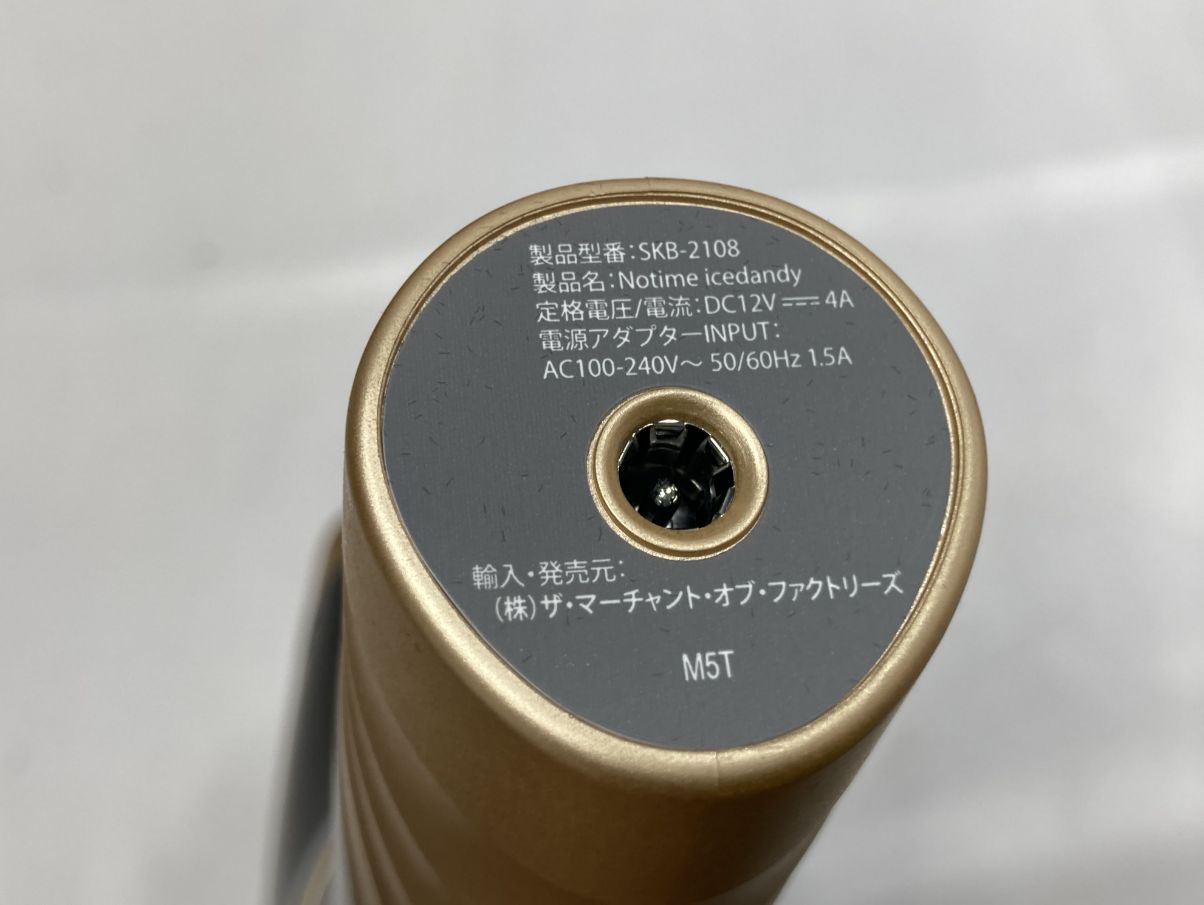 製品型番:SKB-2108
製品名:Notime icedandy
定格電圧/電流:DC12V ⎓ 4A
電源アダプターINPUT:
AC100-240V～ 50/60Hz 1.5A
輸入・発売元:
(株)ザ・マーチャント・オブ・ファクトリーズ
M5T